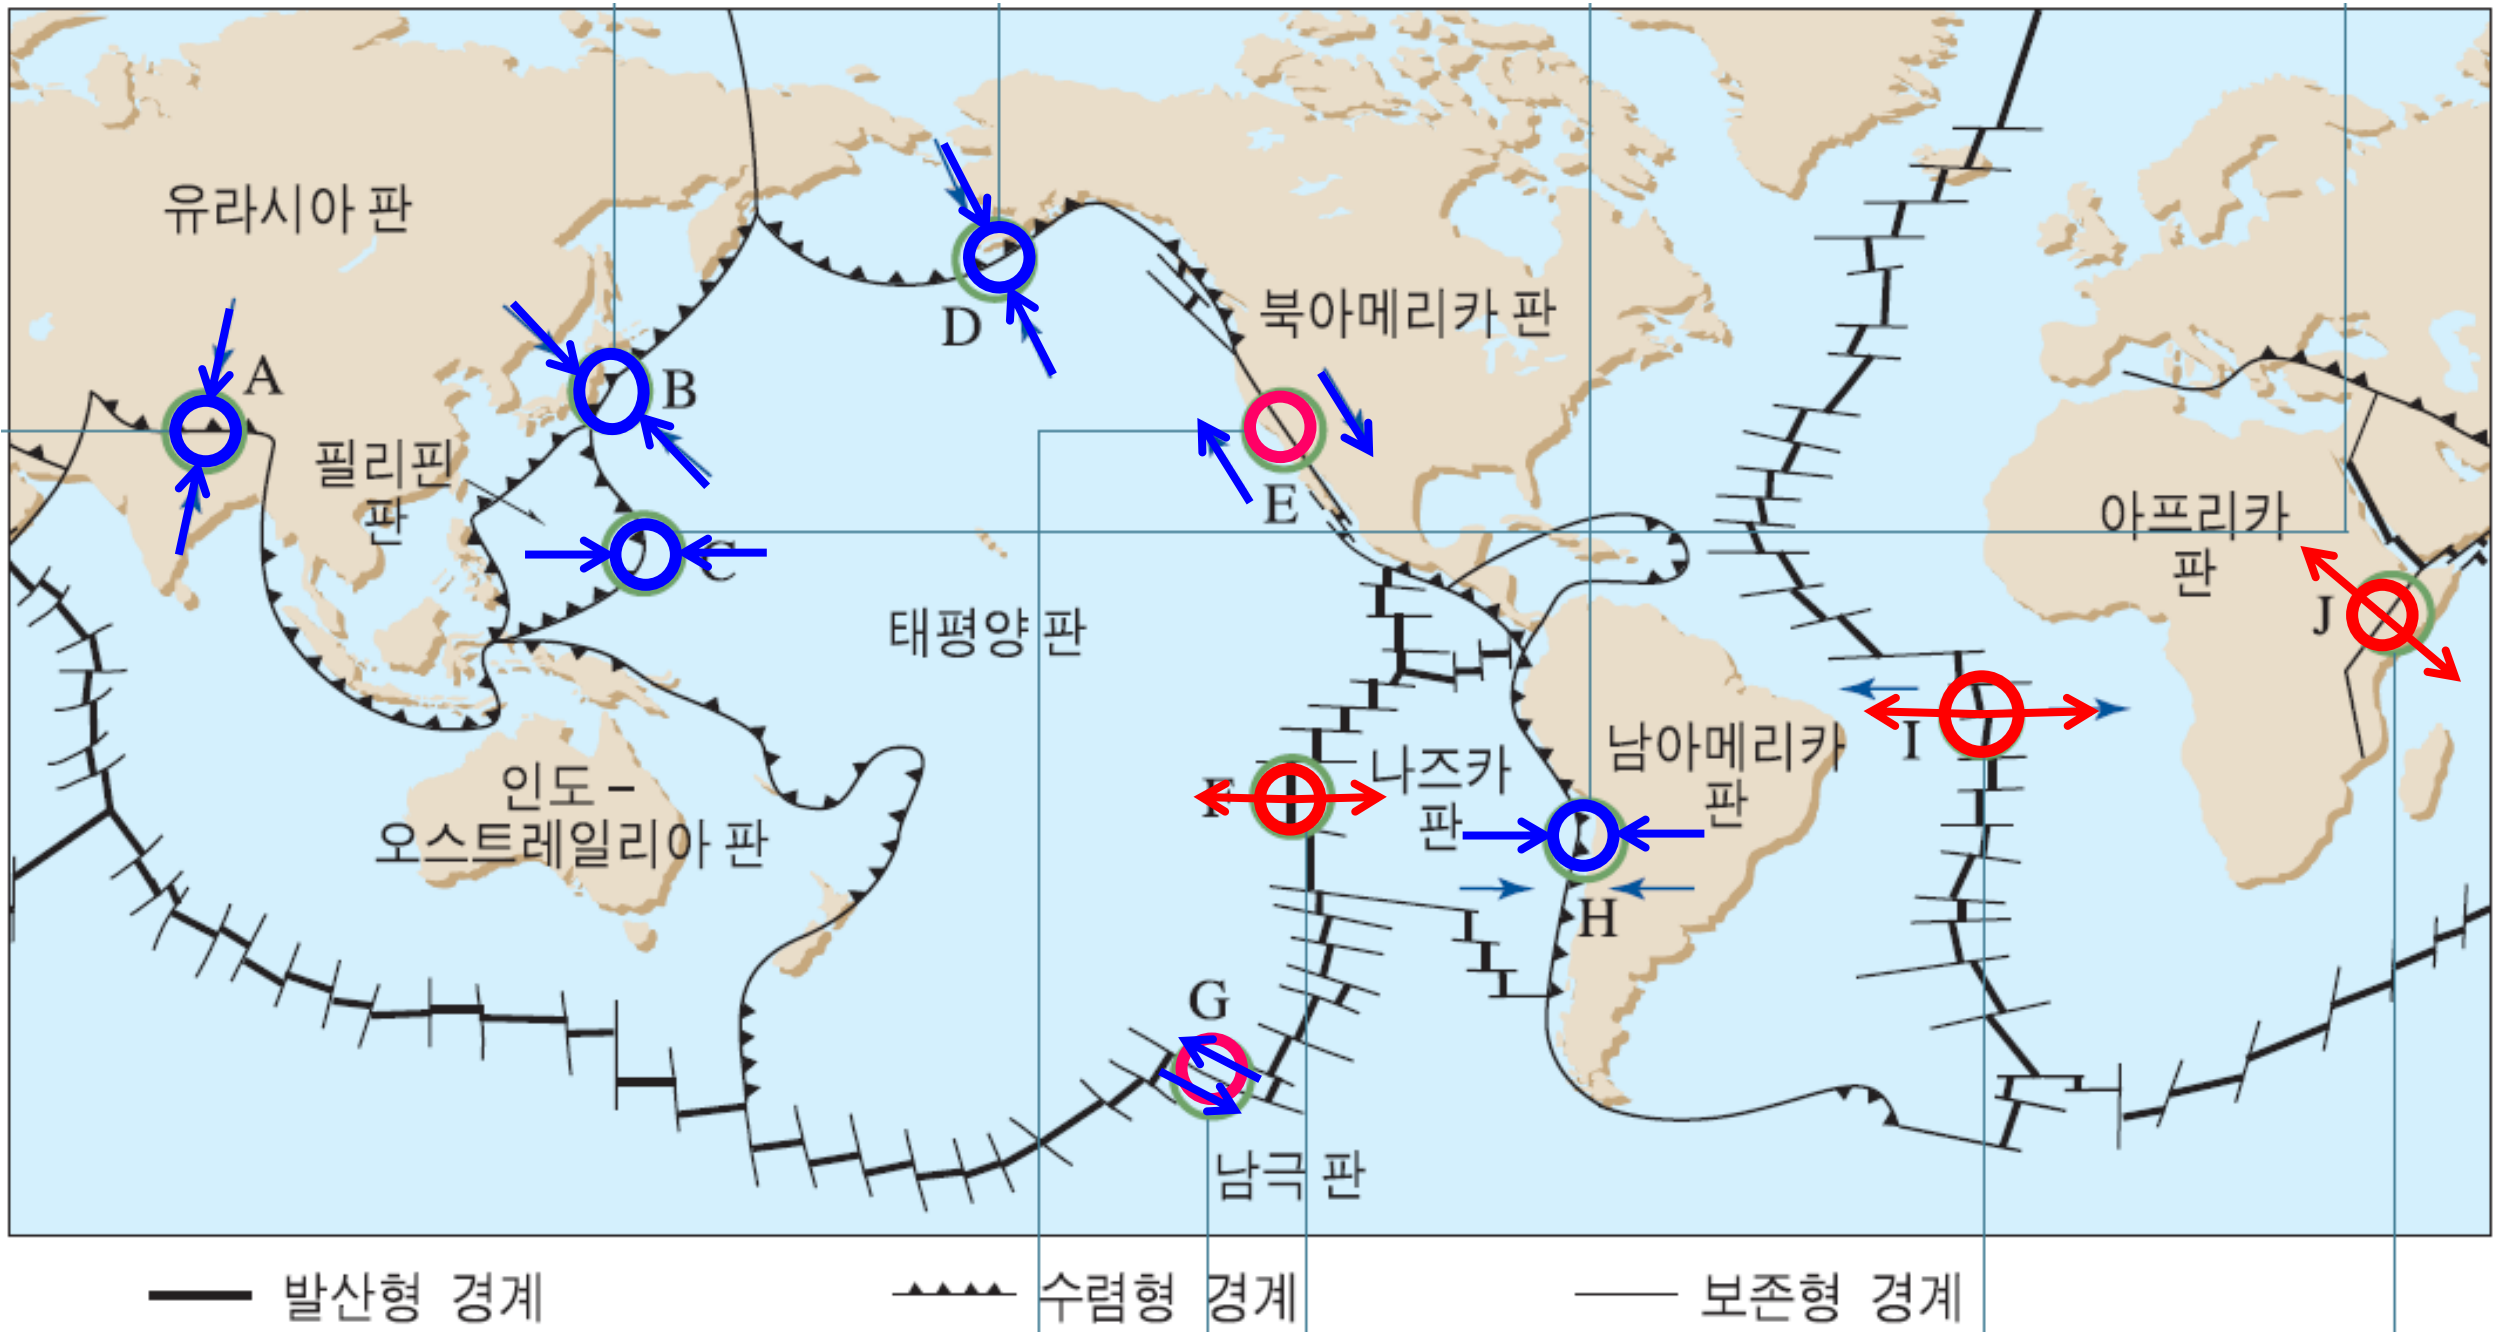 유라시아 판
A
B
D
북아메리카 판
필리핀
판
C
E
아프리카
판
태평양 판
J
나즈카
판
남아메리카
판
I
인도 –
오스트레일리아 판
F
H
G
남극 판
발산형 경계
수렴형 경계
보존형 경계